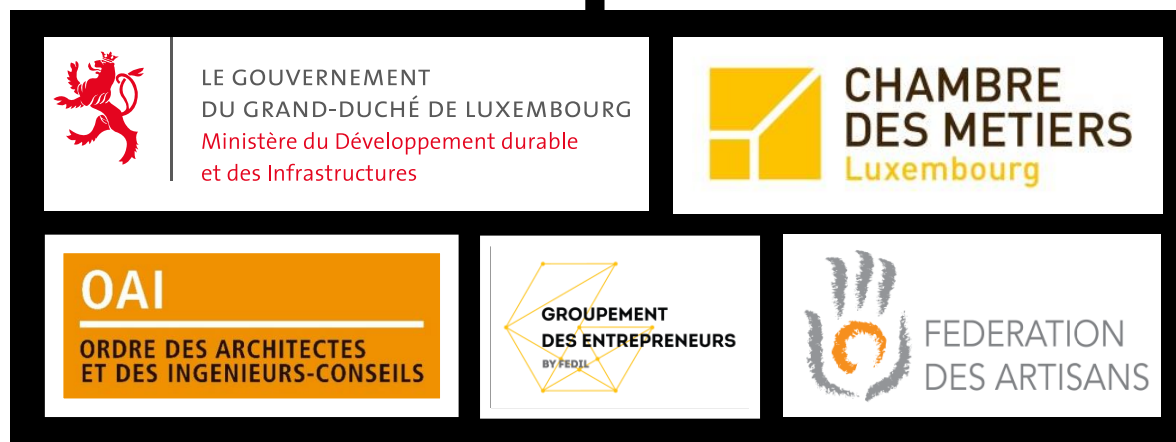 LE GOUVERNEMENT
DU GRAND-DUCHÉ DE LUXEMBOURG
Ministère du Développement durable
et des Infrastructures
CHAMBRE
DES METIERS
Luxembourg
OAI
ORDRE DES ARCHITECTES
ET DES INGENIEURS-CONSEILS
GROUPEMENT
DES ENTREPRENEURS
BY FEDIL
FEDERATION
DES ARTISANS